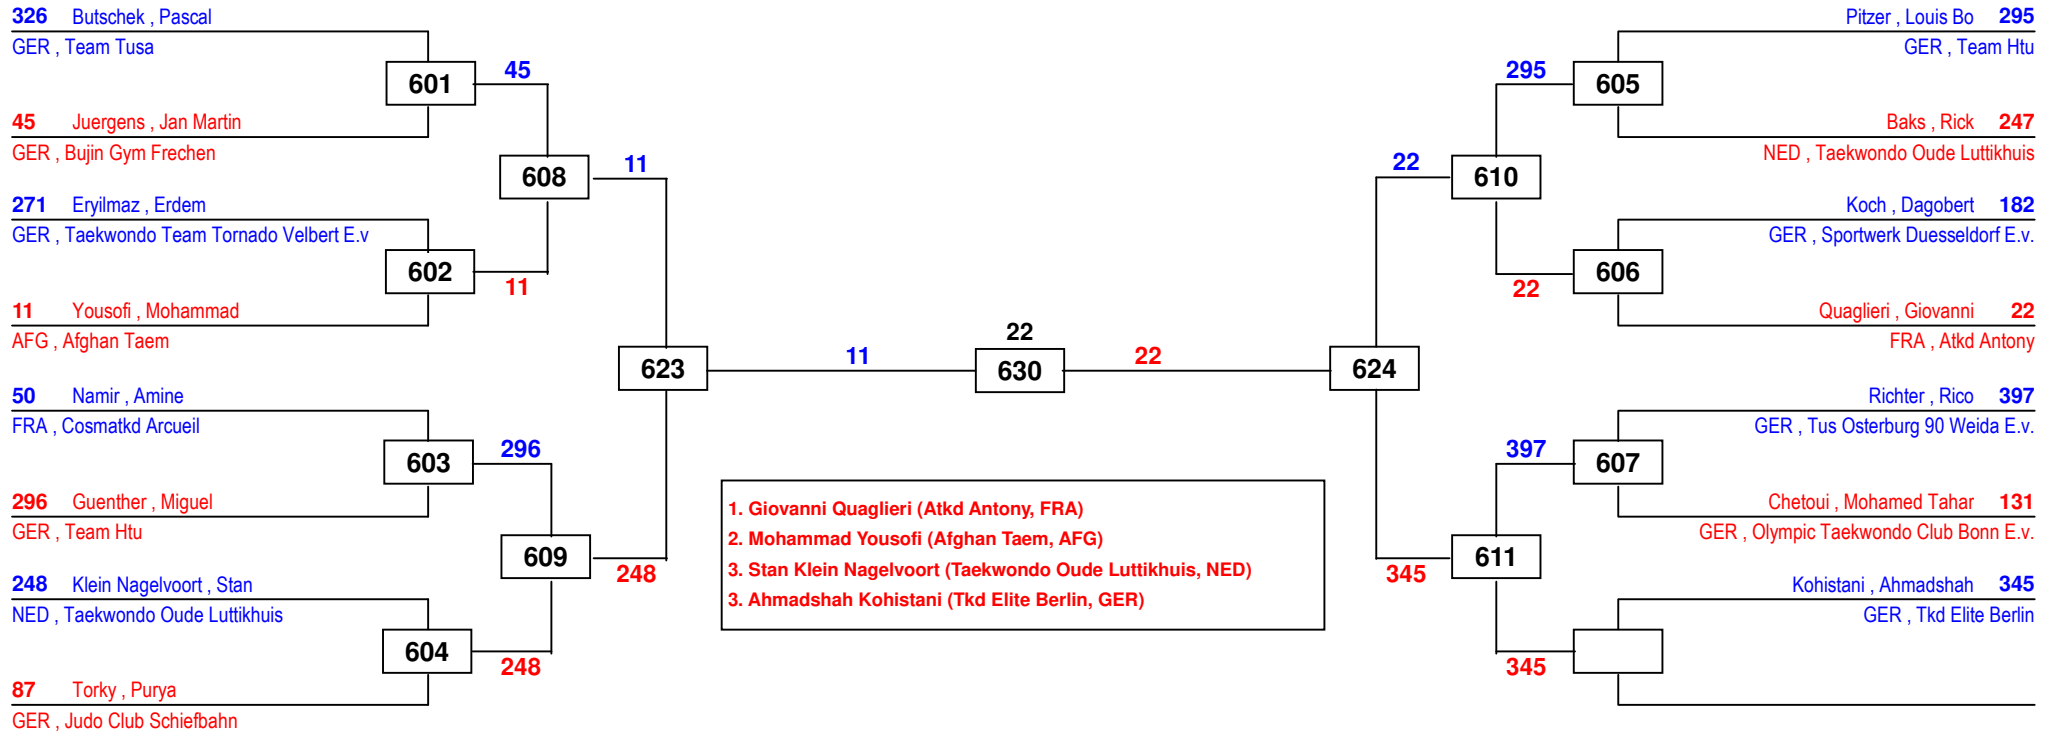 326 Butschek , Pascal
GER , Team Tusa
601
45
45 Juergens , Jan Martin
GER , Bujin Gym Frechen
608
11
271 Eryilmaz , Erdem
GER , Taekwondo Team Tornado Velbert E.v
602
11
11 Yousofi , Mohammad
AFG , Afghan Taem
623
11
50 Namir , Amine
FRA , Cosmatkd Arcueil
603
296
296 Guenther , Miguel
GER , Team Htu
609
248
248 Klein Nagelvoort , Stan
NED , Taekwondo Oude Luttikhuis
604
248
87 Torky , Purya
GER , Judo Club Schiefbahn
22
630
22
1. Giovanni Quaglieri (Atkd Antony, FRA)
2. Mohammad Yousofi (Afghan Taem, AFG)
3. Stan Klein Nagelvoort (Taekwondo Oude Luttikhuis, NED)
3. Ahmadshah Kohistani (Tkd Elite Berlin, GER)
Pitzer , Louis Bo 295
GER , Team Htu
295
605
Baks , Rick 247
NED , Taekwondo Oude Luttikhuis
22
610
Koch , Dagobert 182
GER , Sportwerk Duesseldorf E.v.
606
22
Quaglieri , Giovanni 22
FRA , Atkd Antony
624
Richter , Rico 397
GER , Tus Osterburg 90 Weida E.v.
397
607
Chetoui , Mohamed Tahar 131
GER , Olympic Taekwondo Club Bonn E.v.
611
345
Kohistani , Ahmadshah 345
GER , Tkd Elite Berlin
345